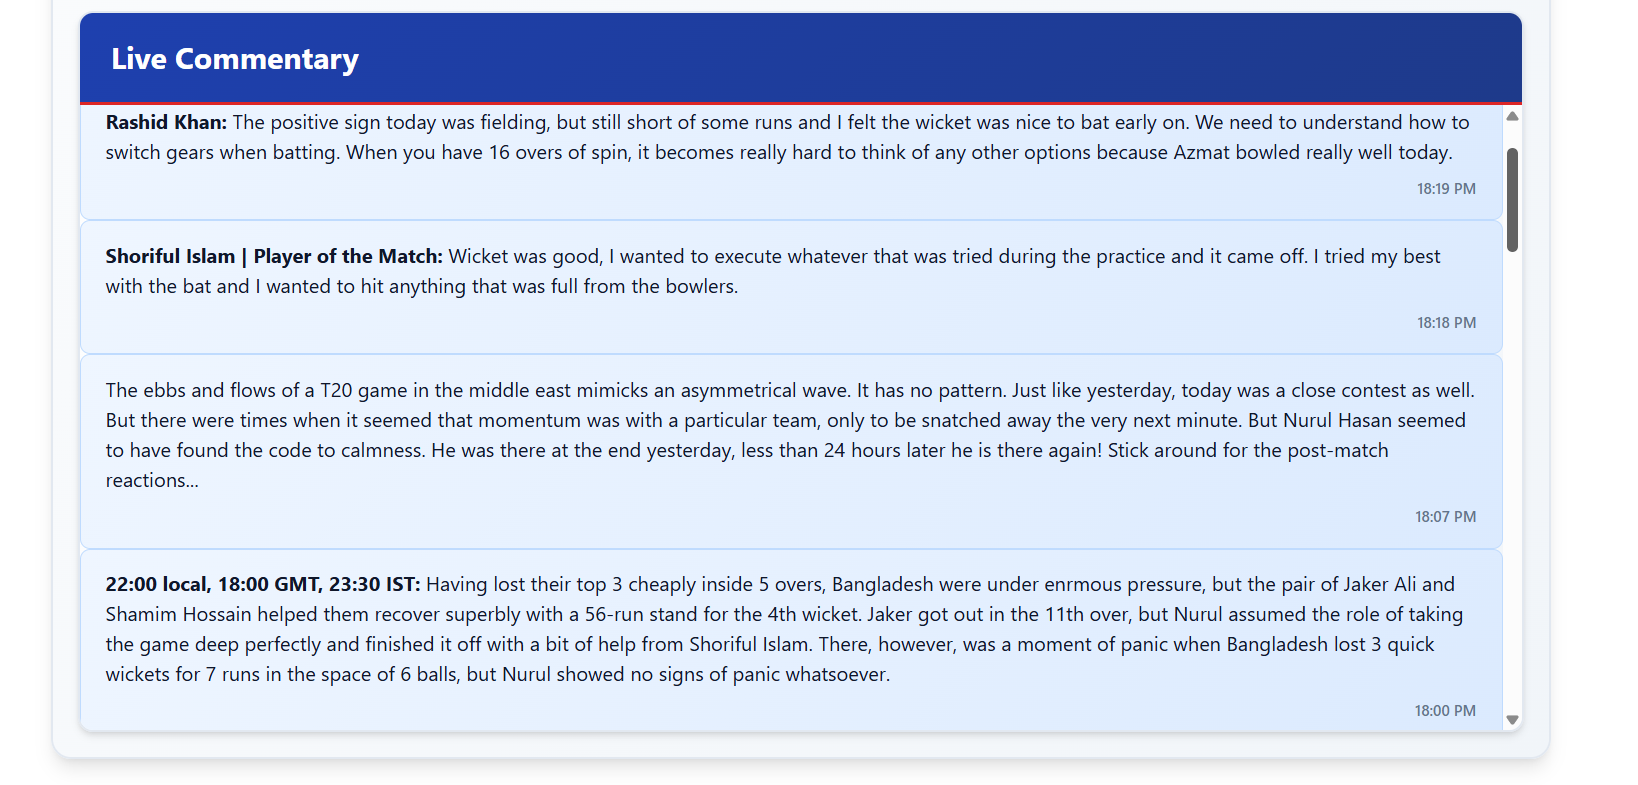 Live Commentary
Rashid Khan: The positive sign today was fielding, but still short of some runs and I felt the wicket was nice to bat early on. We need to understand how to
switch gears when batting. When you have 16 overs of spin, it becomes really hard to think of any other options because Azmat bowled really well today.
18:19 PM
Shoriful Islam | Player of the Match: Wicket was good, I wanted to execute whatever that was tried during the practice and it came off. I tried my best
with the bat and I wanted to hit anything that was full from the bowlers.
18:18 PM
The ebbs and flows of a T20 game in the middle east mimicks an asymmetrical wave. It has no pattern. Just like yesterday, today was a close contest as well.
But there were times when it seemed that momentum was with a particular team, only to be snatched away the very next minute. But Nurul Hasan seemed
to have found the code to calmness. He was there at the end yesterday, less than 24 hours later he is there again! Stick around for the post-match
reactions...
18:07 PM
22:00 local, 18:00 GMT, 23:30 IST: Having lost their top 3 cheaply inside 5 overs, Bangladesh were under enrmous pressure, but the pair of Jaker Ali and
Shamim Hossain helped them recover superbly with a 56-run stand for the 4th wicket. Jaker got out in the 11th over, but Nurul assumed the role of taking
the game deep perfectly and finished it off with a bit of help from Shoriful Islam. There, however, was a moment of panic when Bangladesh lost 3 quick
wickets for 7 runs in the space of 6 balls, but Nurul showed no signs of panic whatsoever.
18:00 PM